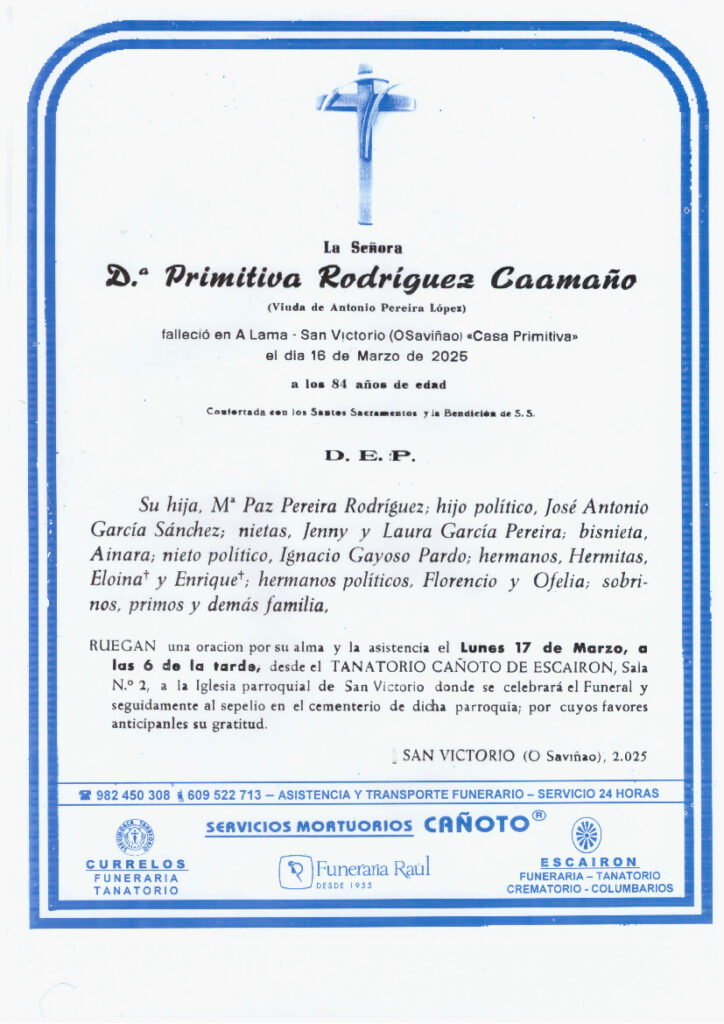 La Señora
D.ª Primitiva Rodríguez Caamaño
(Viuda de Antonio Pereira López)
falleció en A Lama - San Victorio (OSaviñao) «Casa Primitiva»
el día 16 de Marzo de 2025
a los 84 años de edad
Confortada con los Santos Sacramentos y la Bendición de S.S.
D. E. P.
Su hija, Mª Paz Pereira Rodríguez; hijo político, José Antonio
García Sánchez; nietas, Jenny y Laura García Pereira; bisnieta,
Ainara; nieto político, Ignacio Gayoso Pardo; hermanos, Hermitas,
Eloina† y Enrique†; hermanos políticos, Florencio y Ofelia; sobri-
nos, primos y demás familia,
RUEGAN una oracion por su alma y la asistencia el Lunes 17 de Marzo, a
las 6 de la tarde, desde el TANATORIO CAÑOTO DE ESCAIRON, Sala
N.º 2, a la Iglesia parroquial de San Victorio donde se celebrará el Funeral y
seguidamente al sepelio en el cementerio de dicha parroquia; por cuyos favores
anticipanles su gratitud.
SAN VICTORIO (O Saviñao), 2.025
☎ 982 450 308 609 522 713 – ASISTENCIA Y TRANSPORTE FUNERARIO – SERVICIO 24 HORAS
SERVICIOS MORTUORIOS CAÑOTO®
CURRELOS
FUNERARIA
TANATORIO
Funeraria Raúl
DESDE 1955
ESCAIRON
FUNERARIA – TANATORIO
CREMATORIO - COLUMBARIOS